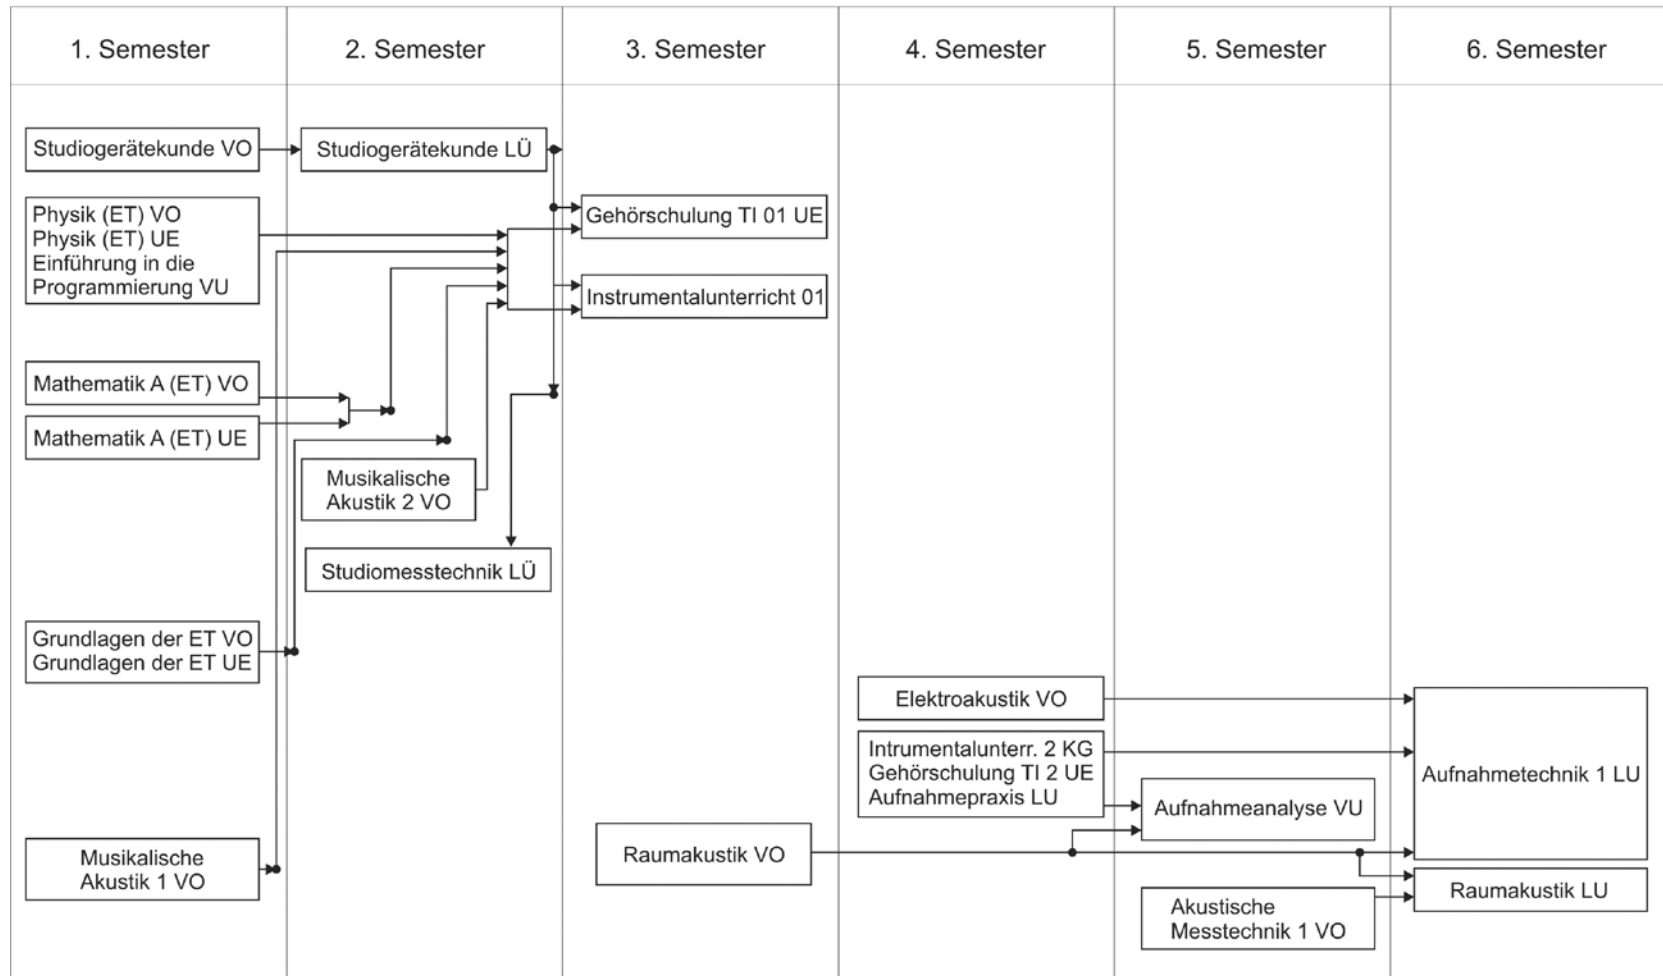 1. Semester
2. Semester
3. Semester
4. Semester
5. Semester
6. Semester
Studiogerätekunde VO
Studiogerätekunde LÜ
Physik (ET) VO
Physik (ET) UE
Einführung in die
Programmierung VU
Gehörschulung TI 01 UE
Instrumentalunterricht 01
Mathematik A (ET) VO
Mathematik A (ET) UE
Musikalische
Akustik 2 VO
Studiomesstechnik LÜ
Grundlagen der ET VO
Grundlagen der ET UE
Elektroakustik VO
Intrumentalunterr. 2 KG
Gehörschulung TI 2 UE
Aufnahmepraxis LU
Aufnahmetechnik 1 LU
Aufnahmeanalyse VU
Raumakustik VO
Musikalische
Akustik 1 VO
Raumakustik LU
Akustische
Messtechnik 1 VO